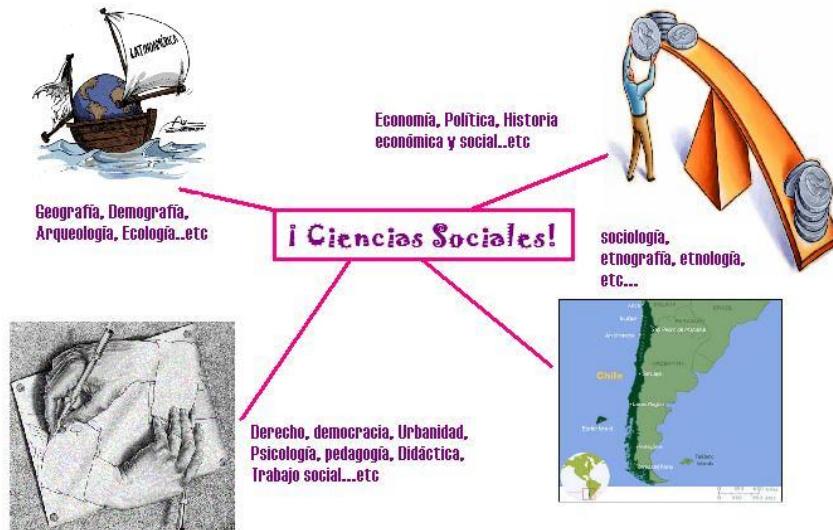 LATINOAMÉRICA
Economía, Política, Historia
económica y social..etc
Geografía, Demografía,
Arqueología, Ecología..etc
¡ Ciencias Sociales!
sociología,
etnografía, etnología,
etc...
Chile
Derecho, democracia, Urbanidad,
Psicología, pedagogía, Didáctica,
Trabajo social...etc